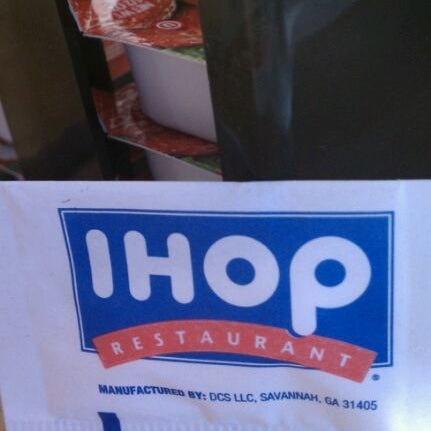 IHOP
RESTAURANT
MANUFACTURED BY: DCS LLC, SAVANNAH, GA 31405